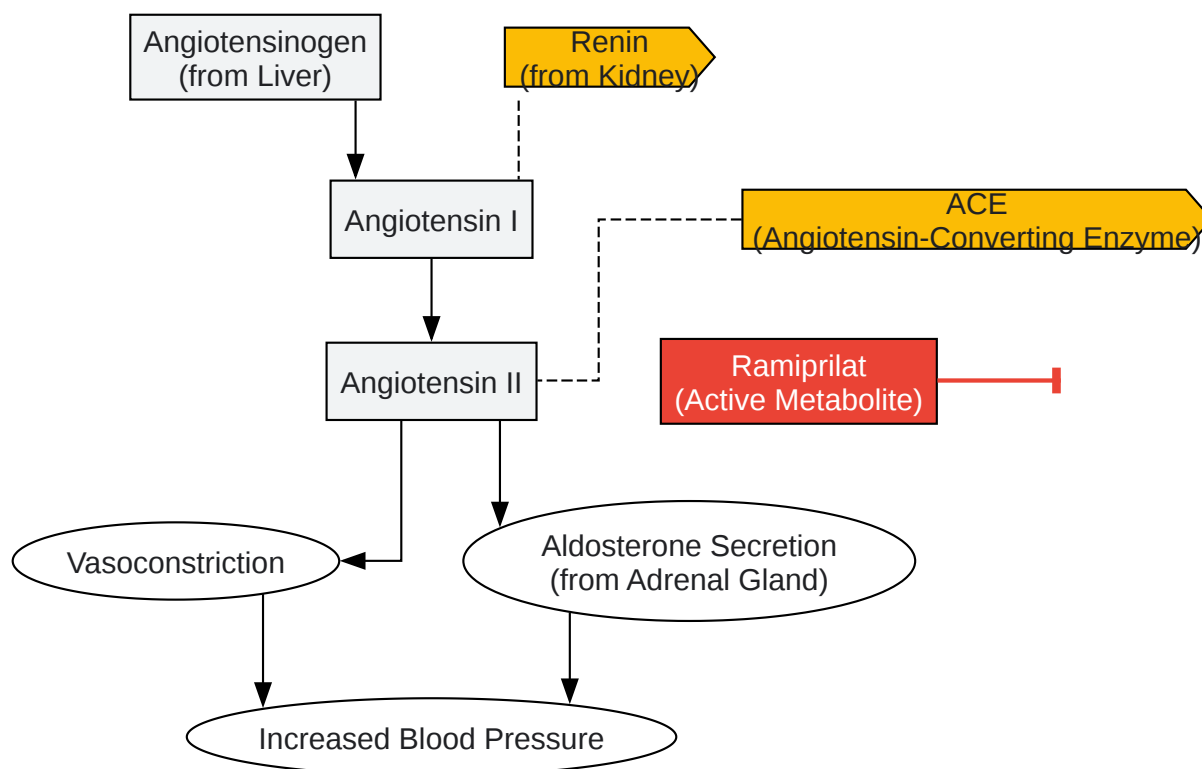 Angiotensinogen
(from Liver)
Renin
(from Kidney)
Angiotensin I
ACE
(Angiotensin-Converting Enzyme)
Angiotensin II
Ramiprilat
(Active Metabolite)
Vasoconstriction
Aldosterone Secretion
(from Adrenal Gland)
Increased Blood Pressure